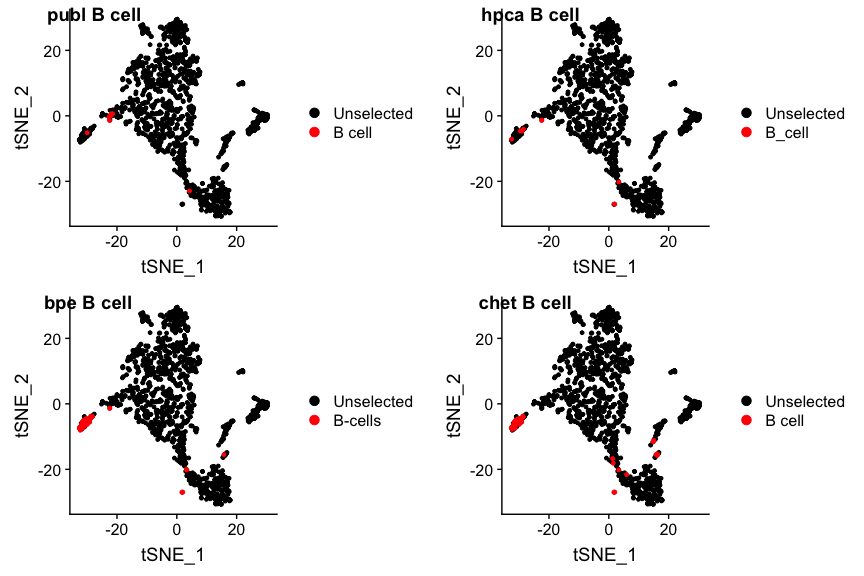 publ B cell
20
0
-20
tSNE_2
-20
0
20
tSNE_1
Unselected
B cell
hpca B cell
20
0
-20
tSNE_2
-20
0
20
tSNE_1
Unselected
B_cell
bpe B cell
20
0
-20
tSNE_2
-20
0
20
tSNE_1
Unselected
B-cells
chet B cell
20
0
-20
tSNE_2
-20
0
20
tSNE_1
Unselected
B cell